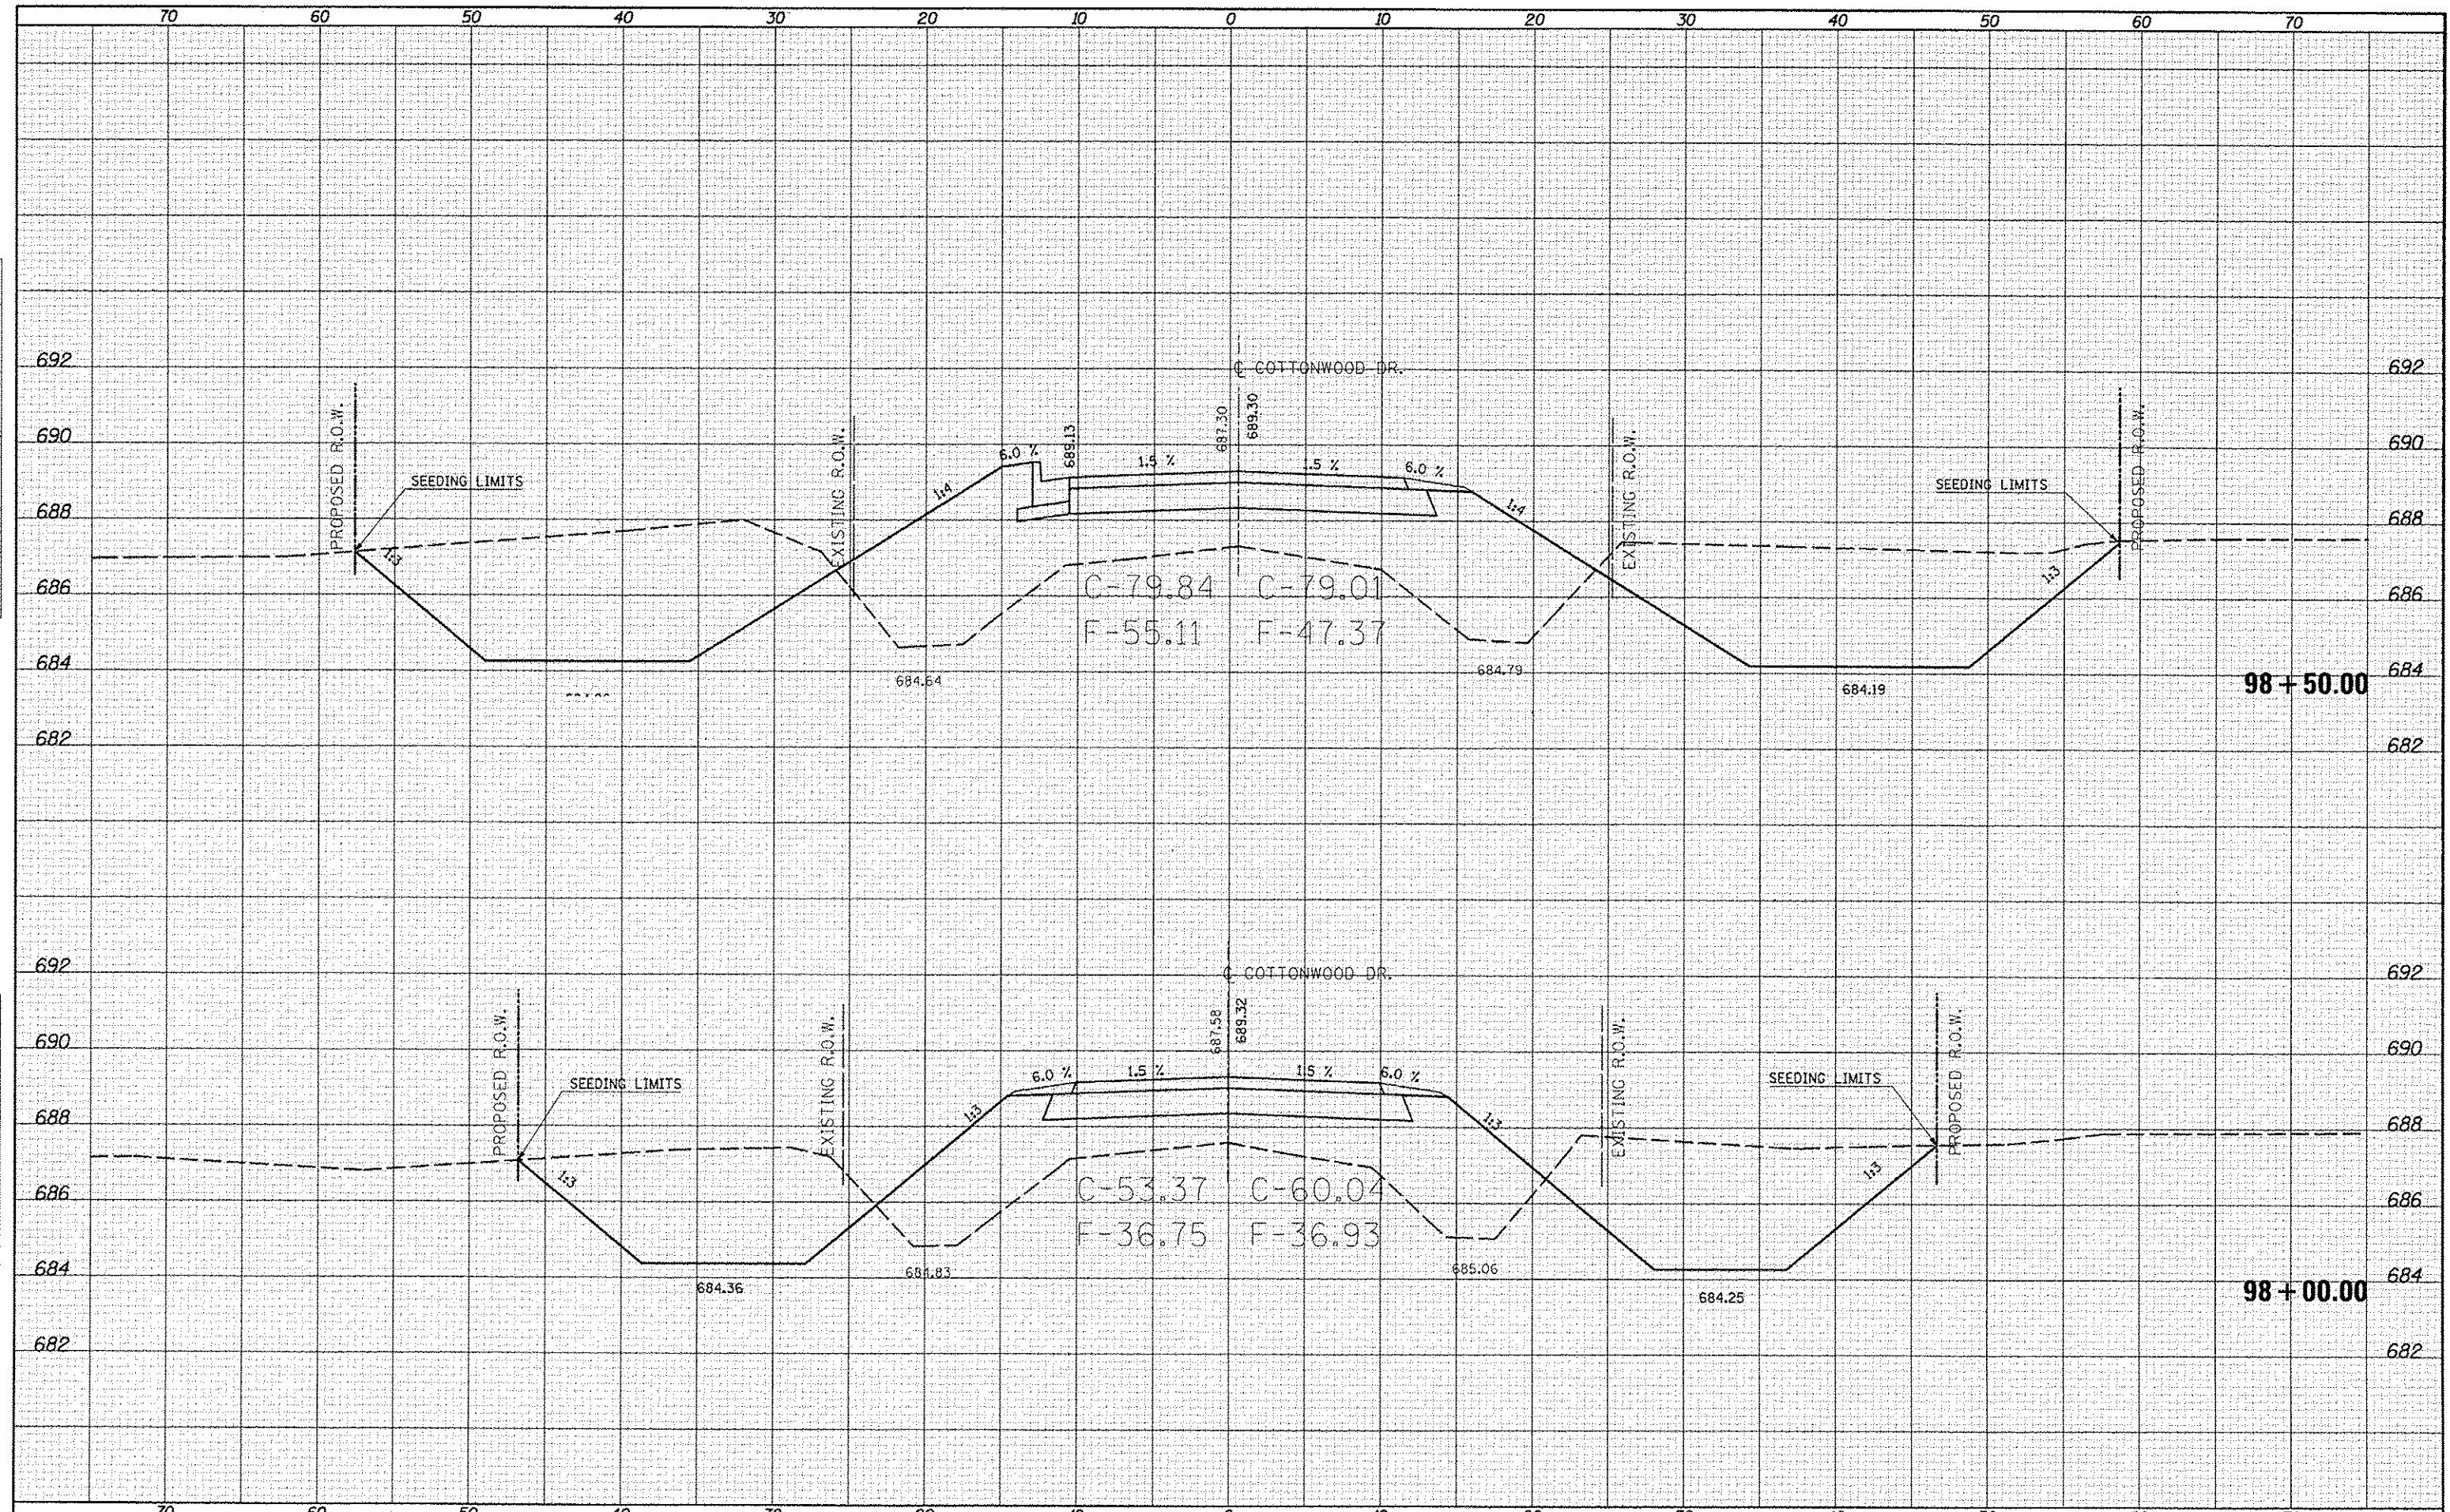 70 60 50 40 30 20 10 0 10 20 30 40 50 60 70
692 692
℄ COTTONWOOD DR.
690 690
PROPOSED R.O.W.
EXISTING R.O.W.
6.0 %
689.13
1.5 %
687.30
689.30
1.5 %
6.0 %
EXISTING R.O.W.
PROPOSED R.O.W.
SEEDING LIMITS
SEEDING LIMITS
1:4
1:4
688 688
1:3
1:3
686 686
C-79.84 C-79.01
F-55.11 F-47.37
684 684
684.64
684.79
684.19
98+50.00
682 682
692 692
℄ COTTONWOOD DR.
690 690
PROPOSED R.O.W.
EXISTING R.O.W.
687.58
689.32
EXISTING R.O.W.
PROPOSED R.O.W.
6.0 %
1.5 %
1.5 %
6.0 %
SEEDING LIMITS
SEEDING LIMITS
688 688
1:3
1:3
1:3
1:3
686 686
C-53.37 C-60.04
F-36.75 F-36.93
684 684
684.36
684.83
685.06
684.25
98+00.00
682 682